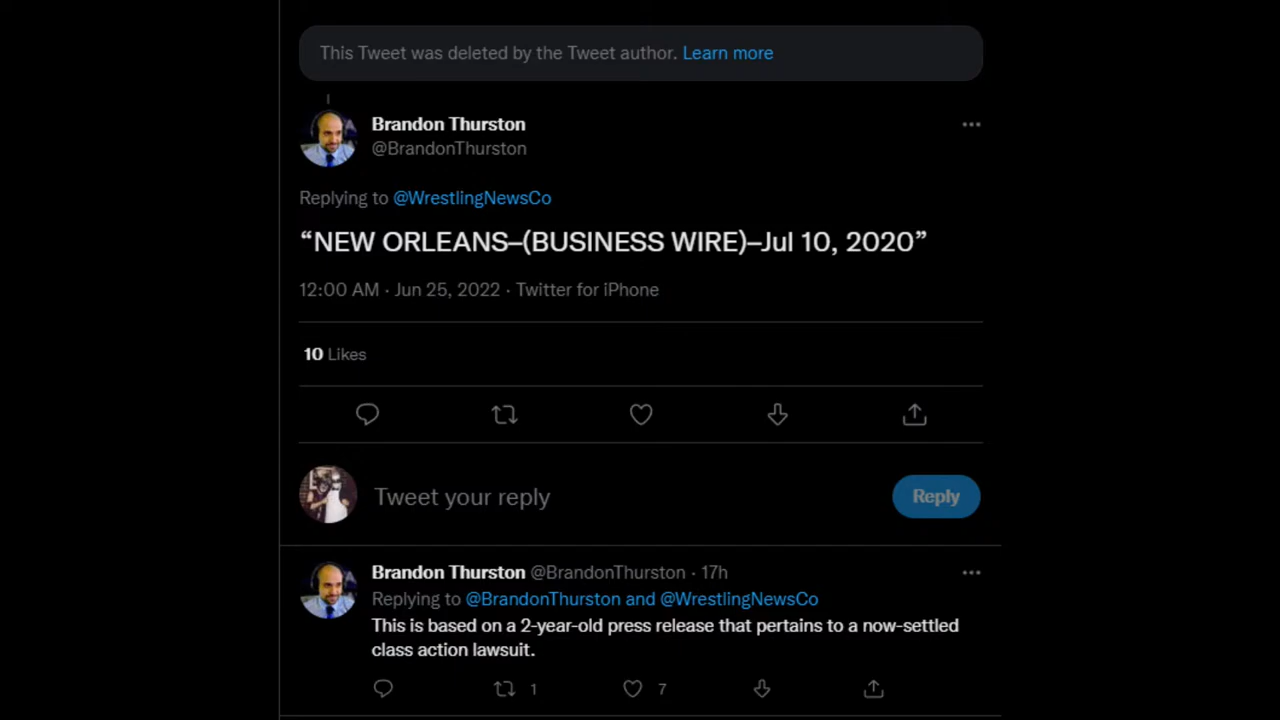 This Tweet was deleted by the Tweet author. Learn more
Brandon Thurston
@BrandonThurston
Replying to @WrestlingNewsCo
“NEW ORLEANS–(BUSINESS WIRE)–Jul 10, 2020”
12:00 AM · Jun 25, 2022 · Twitter for iPhone
10 Likes
Tweet your reply
Reply
Brandon Thurston @BrandonThurston · 17h
Replying to @BrandonThurston and @WrestlingNewsCo
This is based on a 2-year-old press release that pertains to a now-settled
class action lawsuit.
1 7